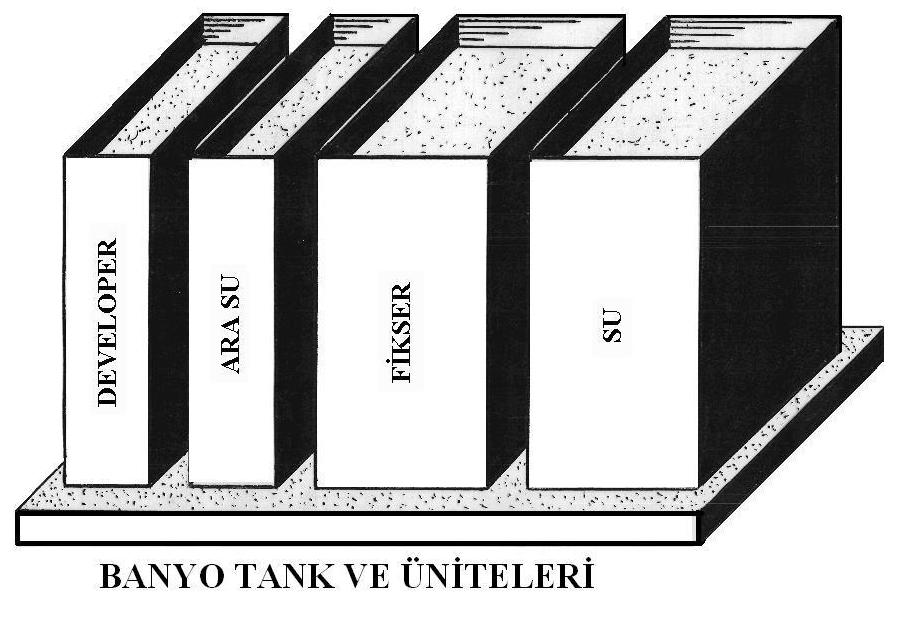 DEVELOPER
ARA SU
FİKSER
SU
BANYO TANK VE ÜNİTELERİ